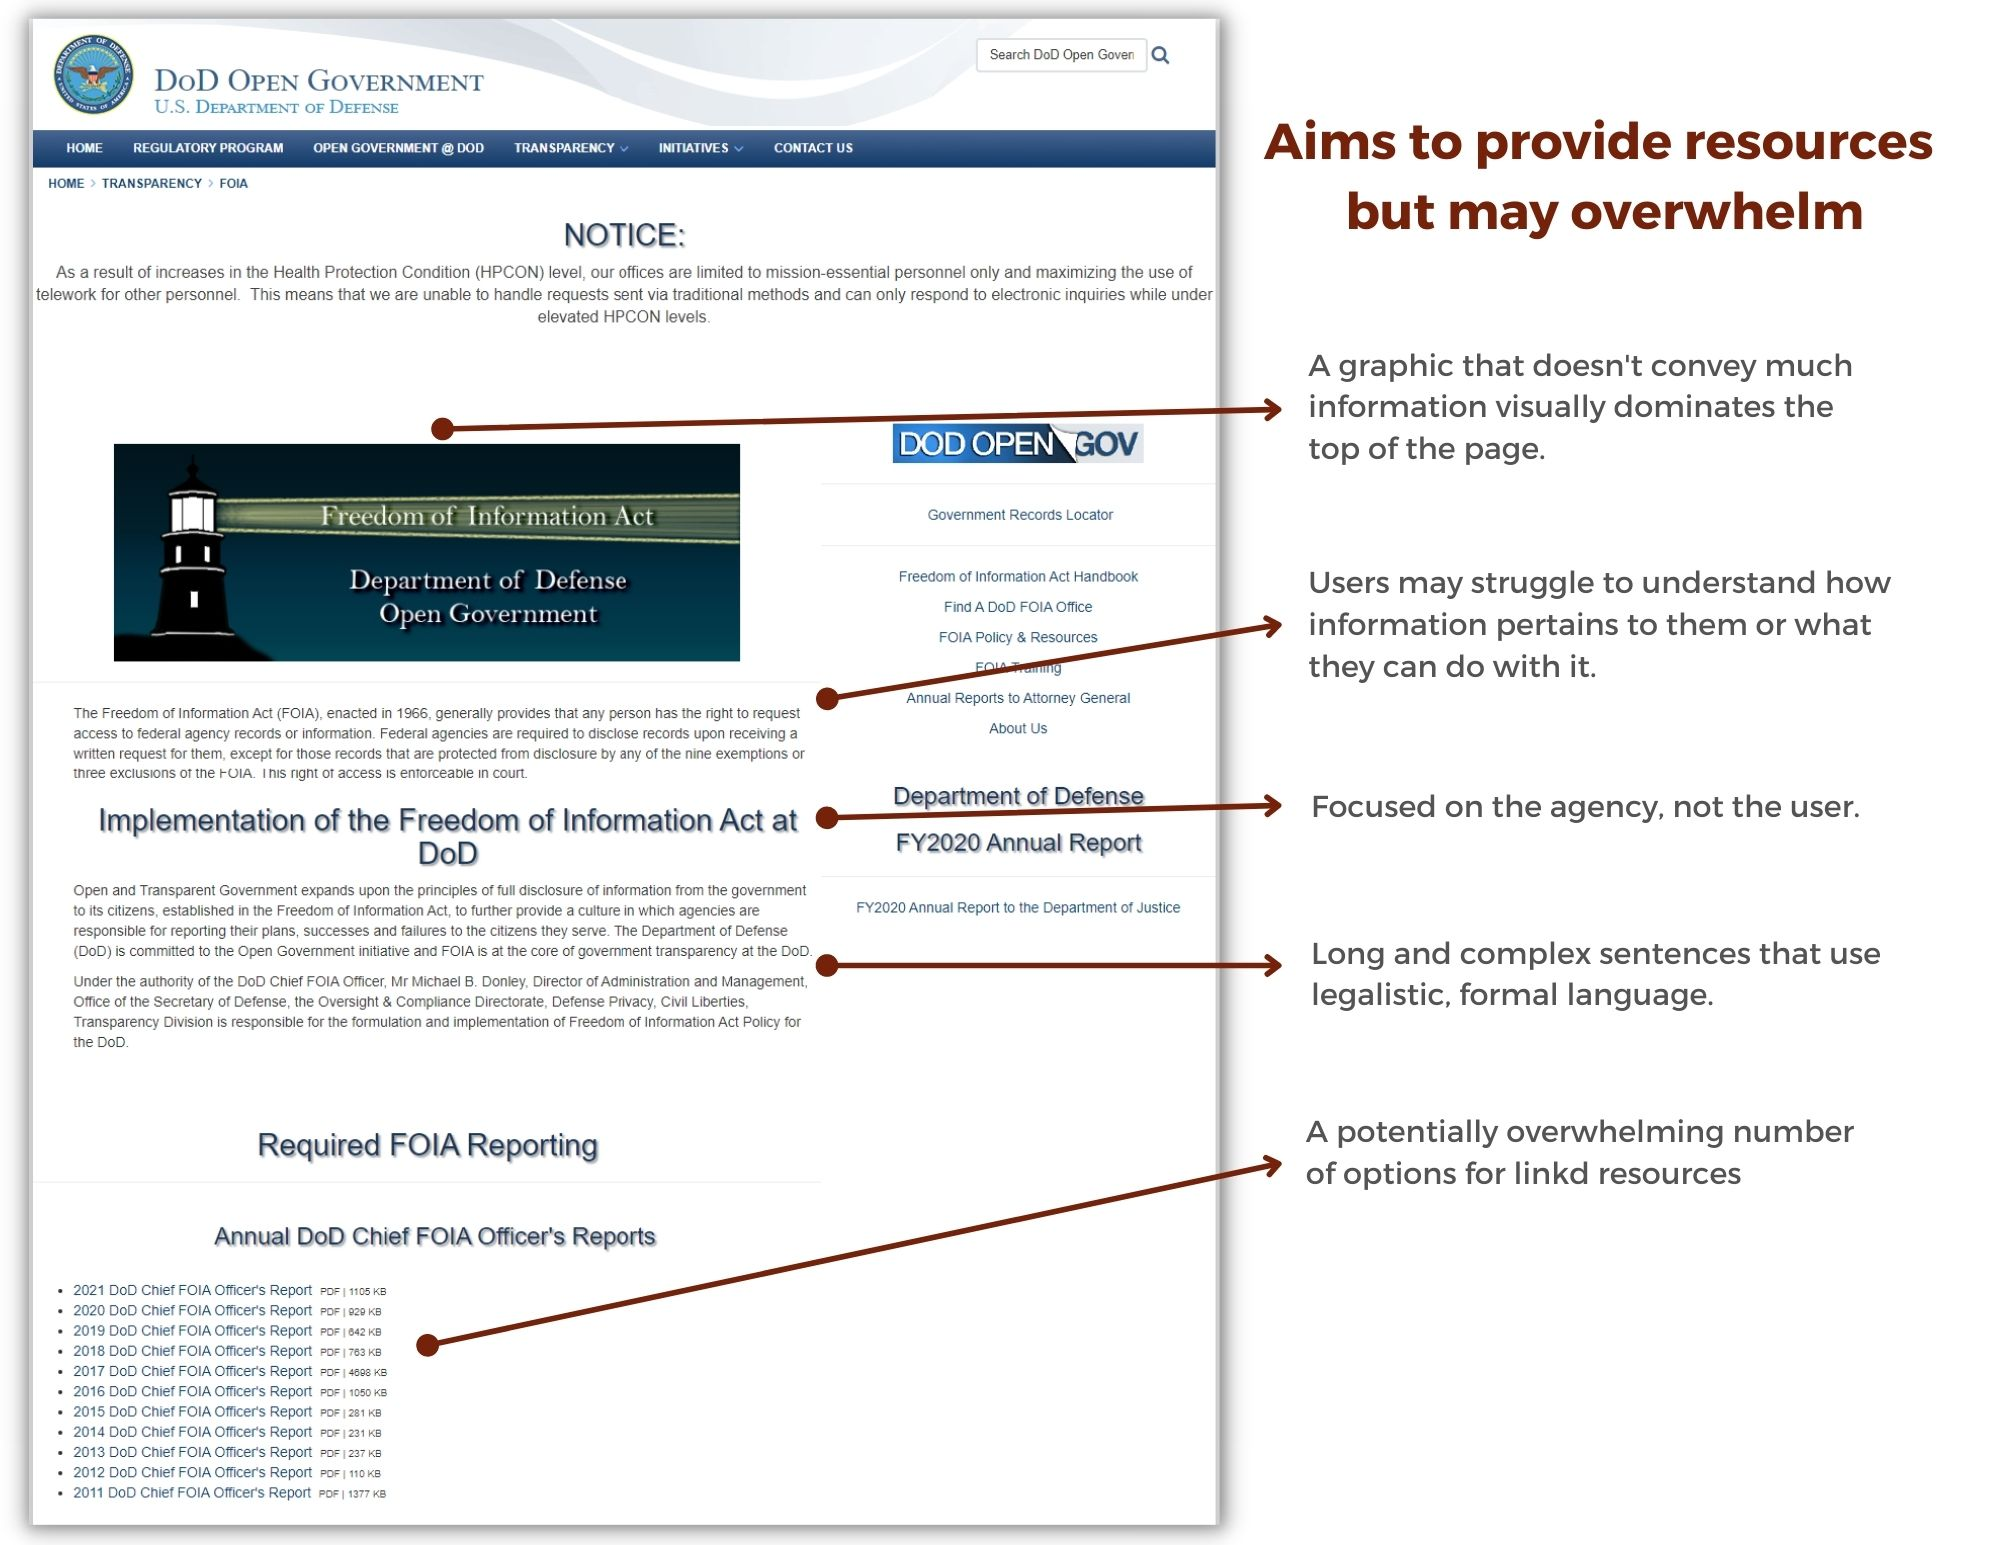 DEPARTMENT OF DEFENSE
UNITED STATES OF AMERICA
DoD Open Government
U.S. Department of Defense
Search DoD Open Govern
HOME REGULATORY PROGRAM OPEN GOVERNMENT @ DOD TRANSPARENCY INITIATIVES CONTACT US
HOME > TRANSPARENCY > FOIA
NOTICE:
As a result of increases in the Health Protection Condition (HPCON) level, our offices are limited to mission-essential personnel only and maximizing the use of
telework for other personnel. This means that we are unable to handle requests sent via traditional methods and can only respond to electronic inquiries while under
elevated HPCON levels.
Freedom of Information Act
Department of Defense
Open Government
The Freedom of Information Act (FOIA), enacted in 1966, generally provides that any person has the right to request
access to federal agency records or information. Federal agencies are required to disclose records upon receiving a
written request for them, except for those records that are protected from disclosure by any of the nine exemptions or
three exclusions of the FOIA. This right of access is enforceable in court.
Implementation of the Freedom of Information Act at
DoD
Open and Transparent Government expands upon the principles of full disclosure of information from the government
to its citizens, established in the Freedom of Information Act, to further provide a culture in which agencies are
responsible for reporting their plans, successes and failures to the citizens they serve. The Department of Defense
(DoD) is committed to the Open Government initiative and FOIA is at the core of government transparency at the DoD.
Under the authority of the DoD Chief FOIA Officer, Mr Michael B. Donley, Director of Administration and Management,
Office of the Secretary of Defense, the Oversight & Compliance Directorate, Defense Privacy, Civil Liberties,
Transparency Division is responsible for the formulation and implementation of Freedom of Information Act Policy for
the DoD.
Required FOIA Reporting
Annual DoD Chief FOIA Officer's Reports
• 2021 DoD Chief FOIA Officer's Report PDF | 1105 KB
• 2020 DoD Chief FOIA Officer's Report PDF | 929 KB
• 2019 DoD Chief FOIA Officer's Report PDF | 642 KB
• 2018 DoD Chief FOIA Officer's Report PDF | 763 KB
• 2017 DoD Chief FOIA Officer's Report PDF | 4698 KB
• 2016 DoD Chief FOIA Officer's Report PDF | 1050 KB
• 2015 DoD Chief FOIA Officer's Report PDF | 281 KB
• 2014 DoD Chief FOIA Officer's Report PDF | 231 KB
• 2013 DoD Chief FOIA Officer's Report PDF | 237 KB
• 2012 DoD Chief FOIA Officer's Report PDF | 110 KB
• 2011 DoD Chief FOIA Officer's Report PDF | 1377 KB
DOD OPEN GOV
Government Records Locator
Freedom of Information Act Handbook
Find A DoD FOIA Office
FOIA Policy & Resources
FOIA Training
Annual Reports to Attorney General
About Us
Department of Defense
FY2020 Annual Report
FY2020 Annual Report to the Department of Justice
Aims to provide resources
but may overwhelm
A graphic that doesn't convey much
information visually dominates the
top of the page.
Users may struggle to understand how
information pertains to them or what
they can do with it.
Focused on the agency, not the user.
Long and complex sentences that use
legalistic, formal language.
A potentially overwhelming number
of options for linkd resources